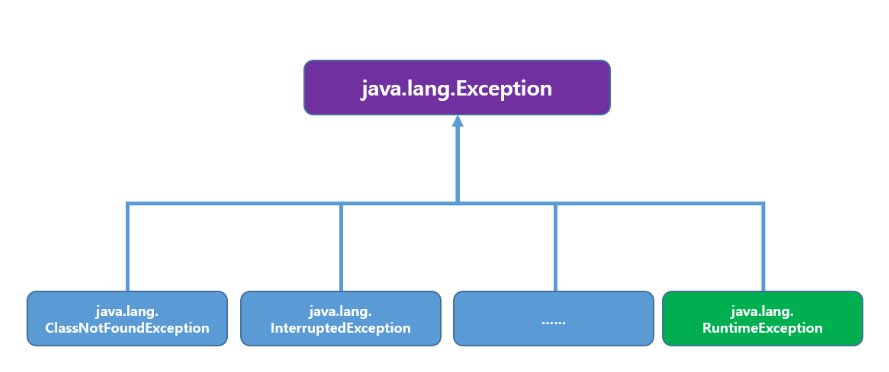 java.lang.Exception
java.lang.
ClassNotFoundException
java.lang.
InterruptedException
......
java.lang.
RuntimeException